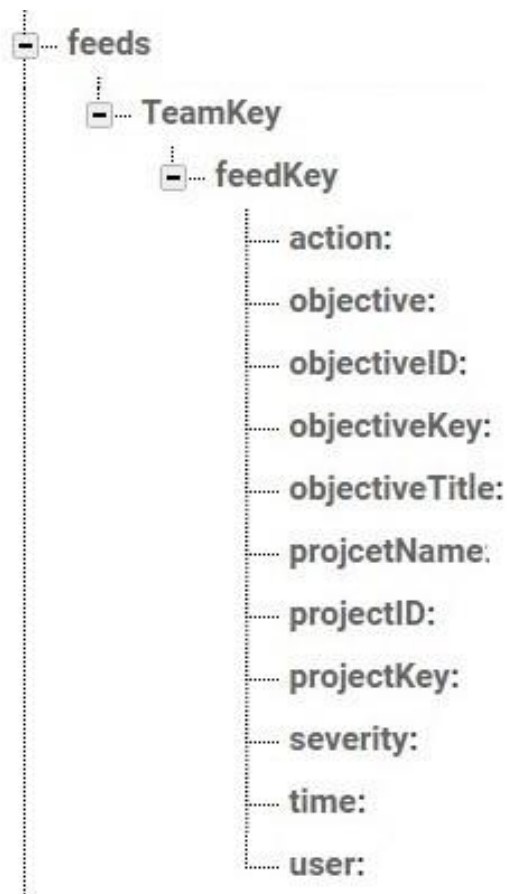 feeds
TeamKey
feedKey
action:
objective:
objectiveID:
objectiveKey:
objectiveTitle:
projcetName:
projectID:
projectKey:
severity:
time:
user: